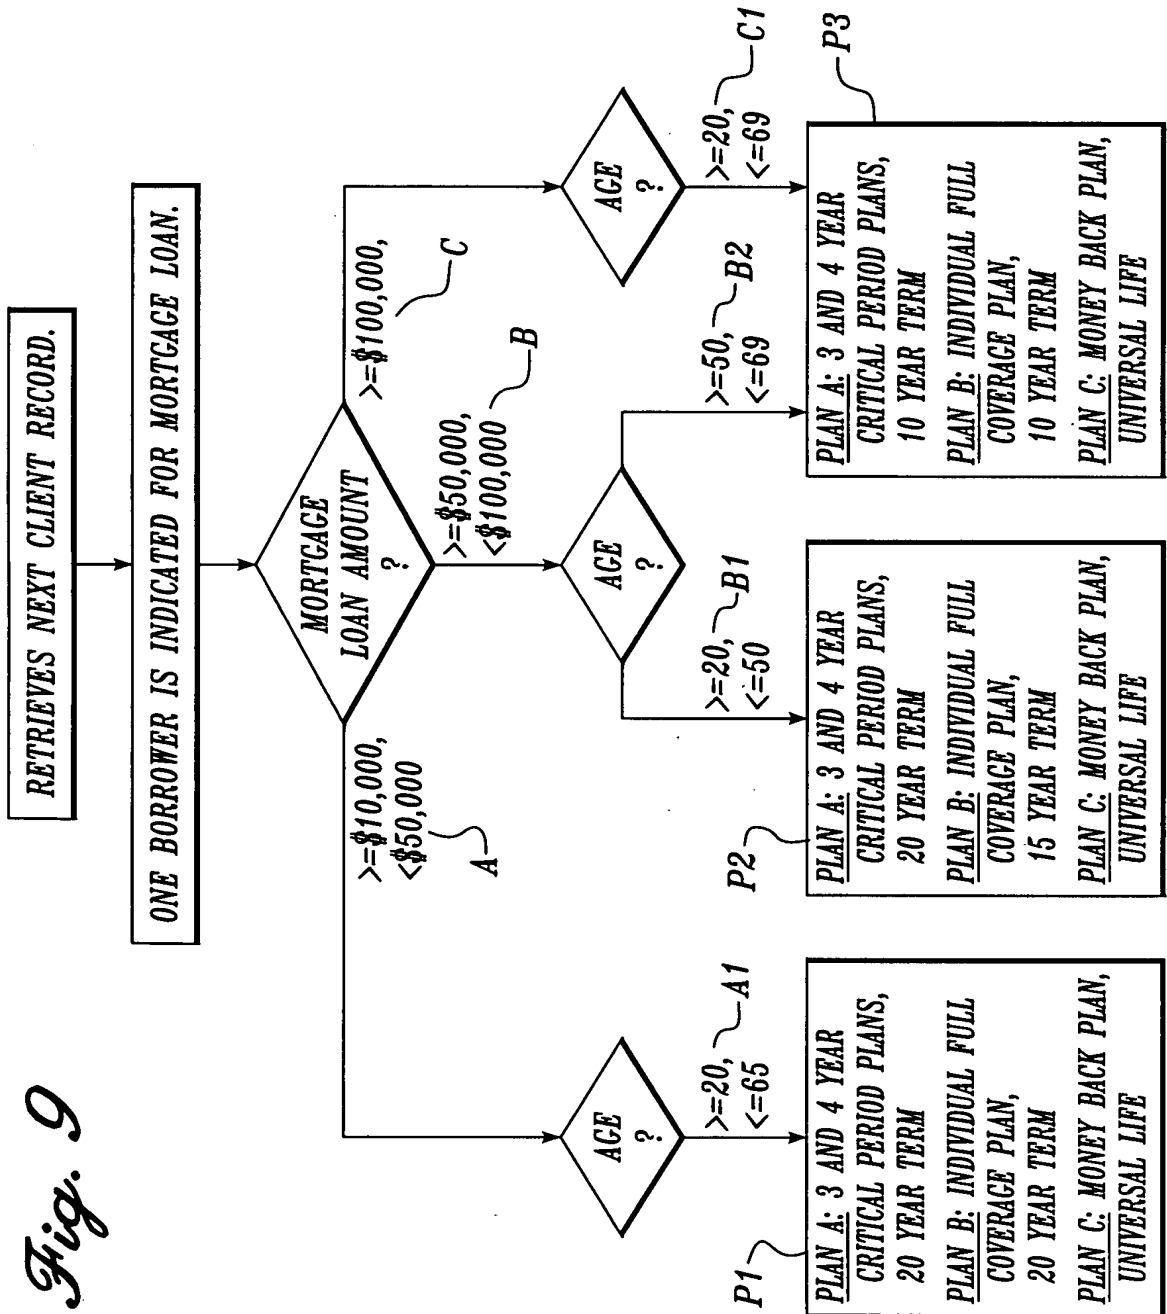 Fig. 9
RETRIEVES NEXT CLIENT RECORD.
ONE BORROWER IS INDICATED FOR MORTGAGE LOAN.
MORTGAGE
LOAN AMOUNT
?
>=$10,000,
<$50,000
A
>=$50,000,
<$100,000
B
>=$100,000,
C
AGE
?
>=20,
<=65
A1
AGE
?
>=20,
<=50
B1
>=50,
<=69
B2
AGE
?
>=20,
<=69
C1
P1
PLAN A: 3 AND 4 YEAR
CRITICAL PERIOD PLANS,
20 YEAR TERM
PLAN B: INDIVIDUAL FULL
COVERAGE PLAN,
20 YEAR TERM
PLAN C: MONEY BACK PLAN,
UNIVERSAL LIFE
P2
PLAN A: 3 AND 4 YEAR
CRITICAL PERIOD PLANS,
20 YEAR TERM
PLAN B: INDIVIDUAL FULL
COVERAGE PLAN,
15 YEAR TERM
PLAN C: MONEY BACK PLAN,
UNIVERSAL LIFE
P3
PLAN A: 3 AND 4 YEAR
CRITICAL PERIOD PLANS,
10 YEAR TERM
PLAN B: INDIVIDUAL FULL
COVERAGE PLAN,
10 YEAR TERM
PLAN C: MONEY BACK PLAN,
UNIVERSAL LIFE